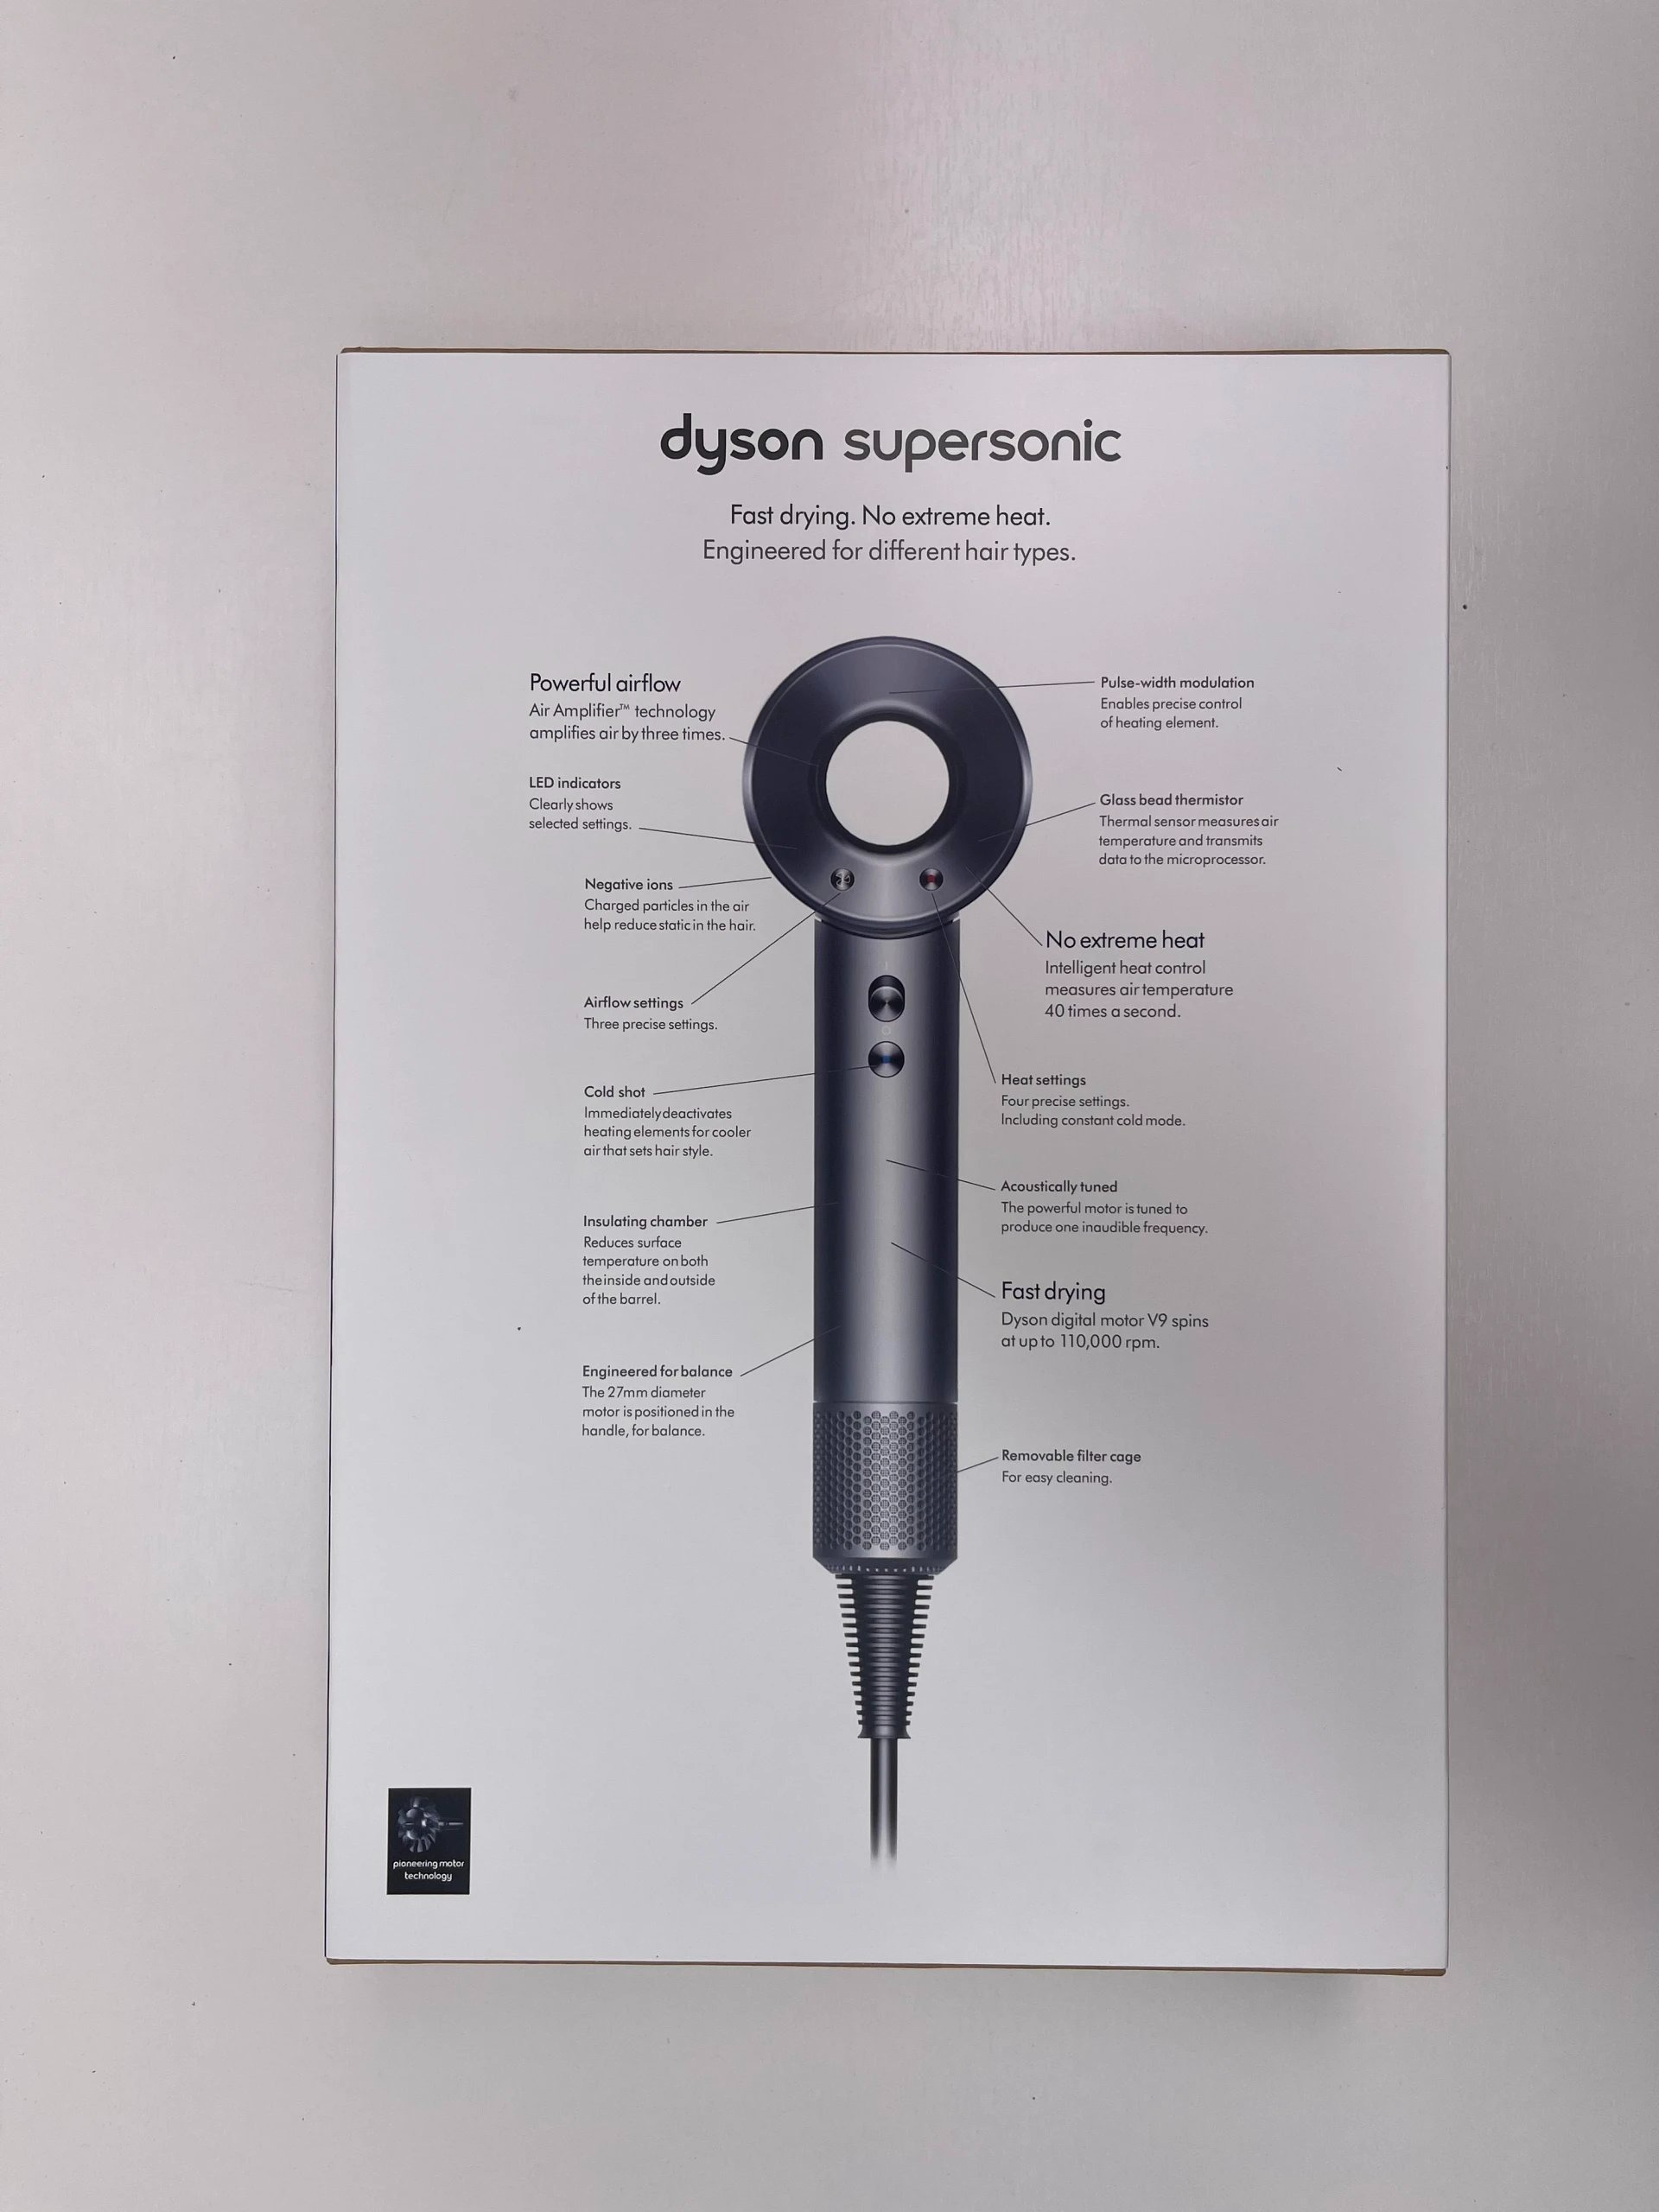 dyson supersonic
Fast drying. No extreme heat.
Engineered for different hair types.
Powerful airflow
Air Amplifier™ technology
amplifies air by three times.
LED indicators
Clearly shows
selected settings.
Negative ions
Charged particles in the air
help reduce static in the hair.
Airflow settings
Three precise settings.
Cold shot
Immediately deactivates
heating elements for cooler
air that sets hair style.
Insulating chamber
Reduces surface
temperature on both
the inside and outside
of the barrel.
Engineered for balance
The 27mm diameter
motor is positioned in the
handle, for balance.
Pulse-width modulation
Enables precise control
of heating element.
Glass bead thermistor
Thermal sensor measures air
temperature and transmits
data to the microprocessor.
No extreme heat
Intelligent heat control
measures air temperature
40 times a second.
Heat settings
Four precise settings.
Including constant cold mode.
Acoustically tuned
The powerful motor is tuned to
produce one inaudible frequency.
Fast drying
Dyson digital motor V9 spins
at up to 110,000 rpm.
Removable filter cage
For easy cleaning.
pioneering motor
technology